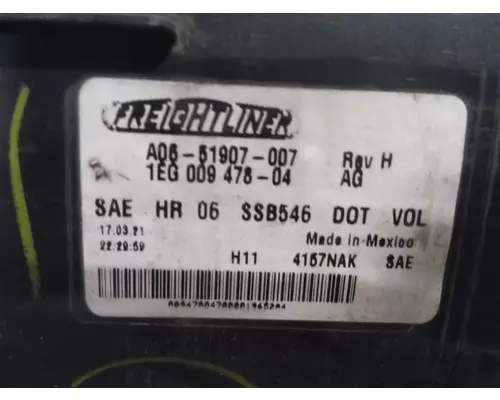 FREIGHTLINER
A06-51907-007 Rev H
1EG 009 478-04 AG
SAE HR 06 SSB546 DOT VOL
17.03.21 Made in Mexico
22:29:59
H11 4157NAK SAE